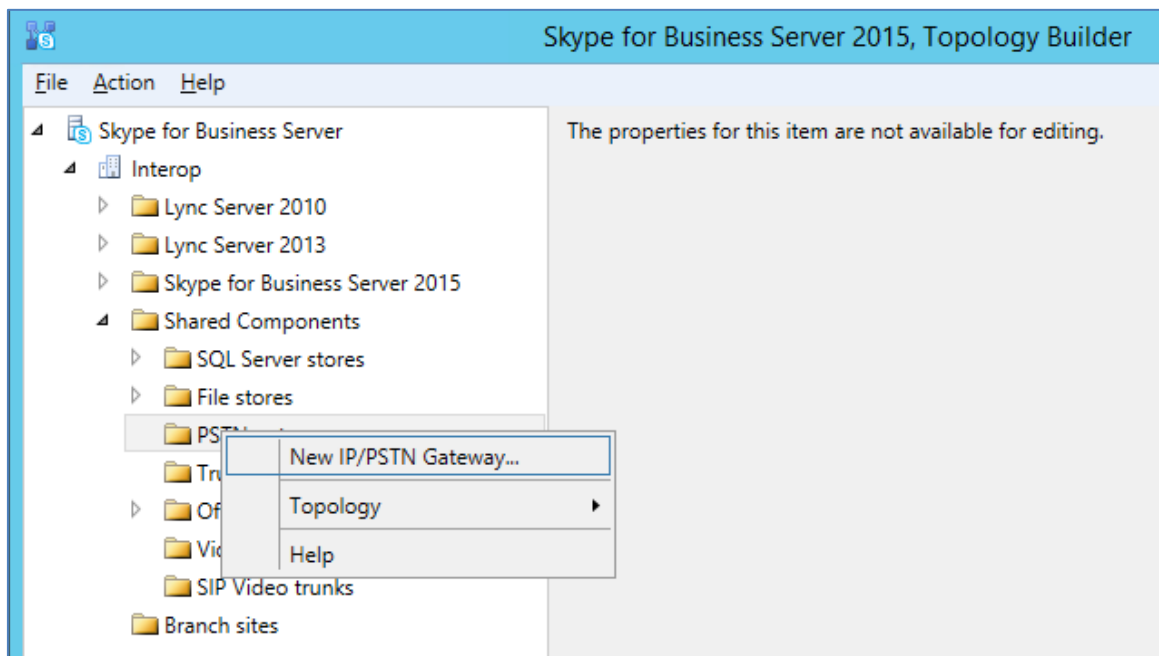 Skype for Business Server 2015, Topology Builder
File Action Help
Skype for Business Server
The properties for this item are not available for editing.
Interop
Lync Server 2010
Lync Server 2013
Skype for Business Server 2015
Shared Components
SQL Server stores
File stores
New IP/PSTN Gateway...
Topology
Help
SIP Video trunks
Branch sites